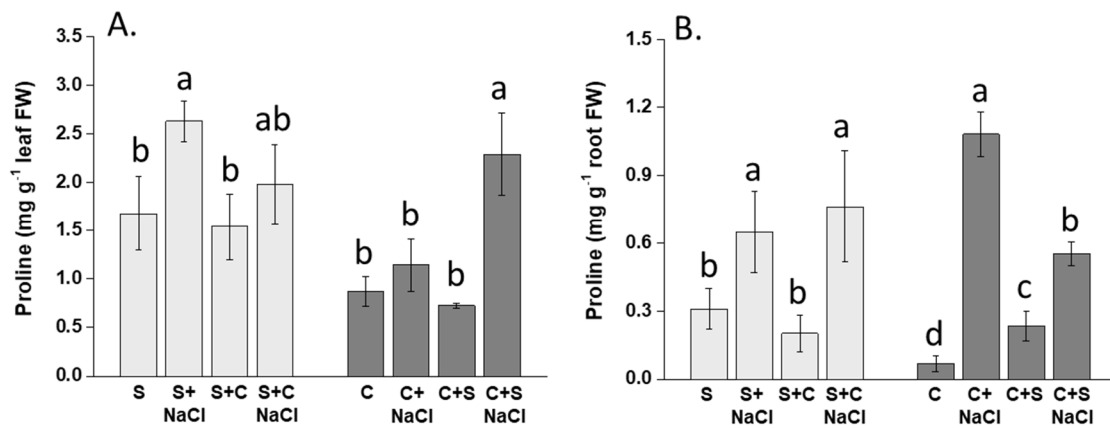 A.
Proline (mg g⁻¹ leaf FW)
3.5
3.0
2.5
2.0
1.5
1.0
0.5
0.0
b
a
b
ab
b
b
b
a
S
S+
NaCl
S+C
S+C
NaCl
C
C+
NaCl
C+S
C+S
NaCl
B.
Proline (mg g⁻¹ root FW)
1.5
1.2
0.9
0.6
0.3
0.0
b
a
b
a
d
a
c
b
S
S+
NaCl
S+C
S+C
NaCl
C
C+
NaCl
C+S
C+S
NaCl